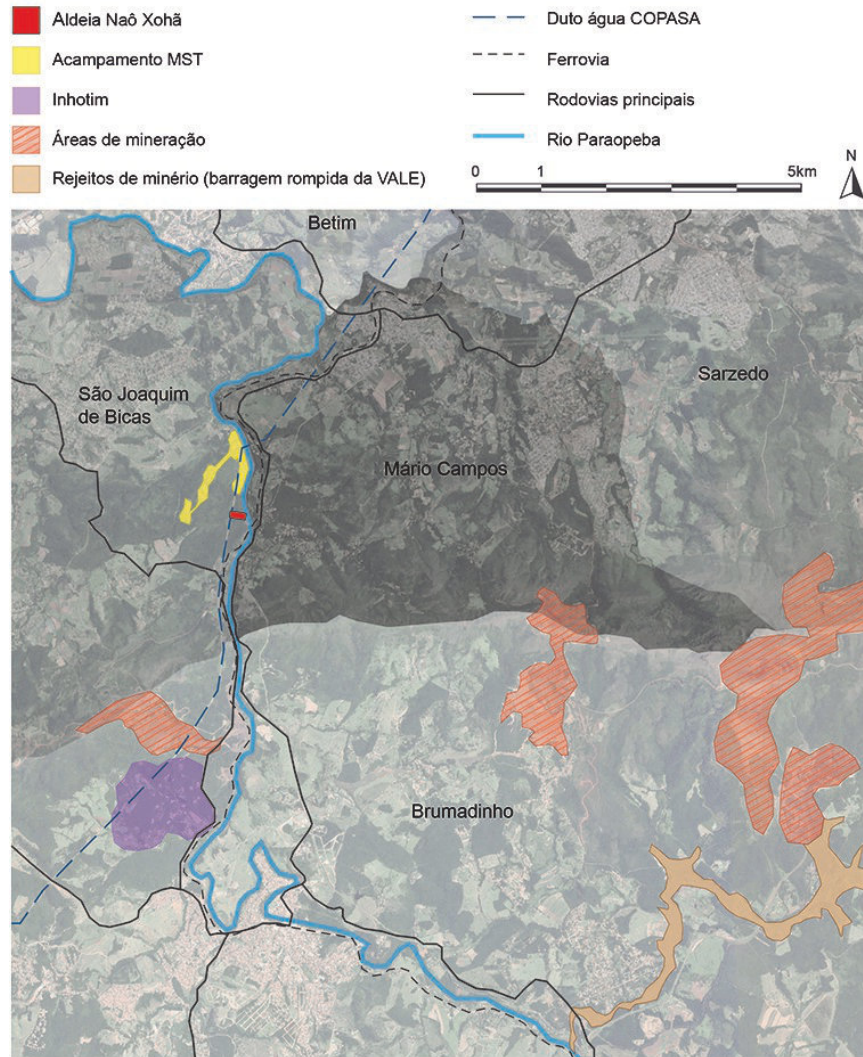 Aldeia Naô Xohã
Acampamento MST
Inhotim
Áreas de mineração
Rejeitos de minério (barragem rompida da VALE)
Duto água COPASA
Ferrovia
Rodovias principais
Rio Paraopeba
0 1 5km
N
Betim
São Joaquim
de Bicas
Sarzedo
Mário Campos
Brumadinho